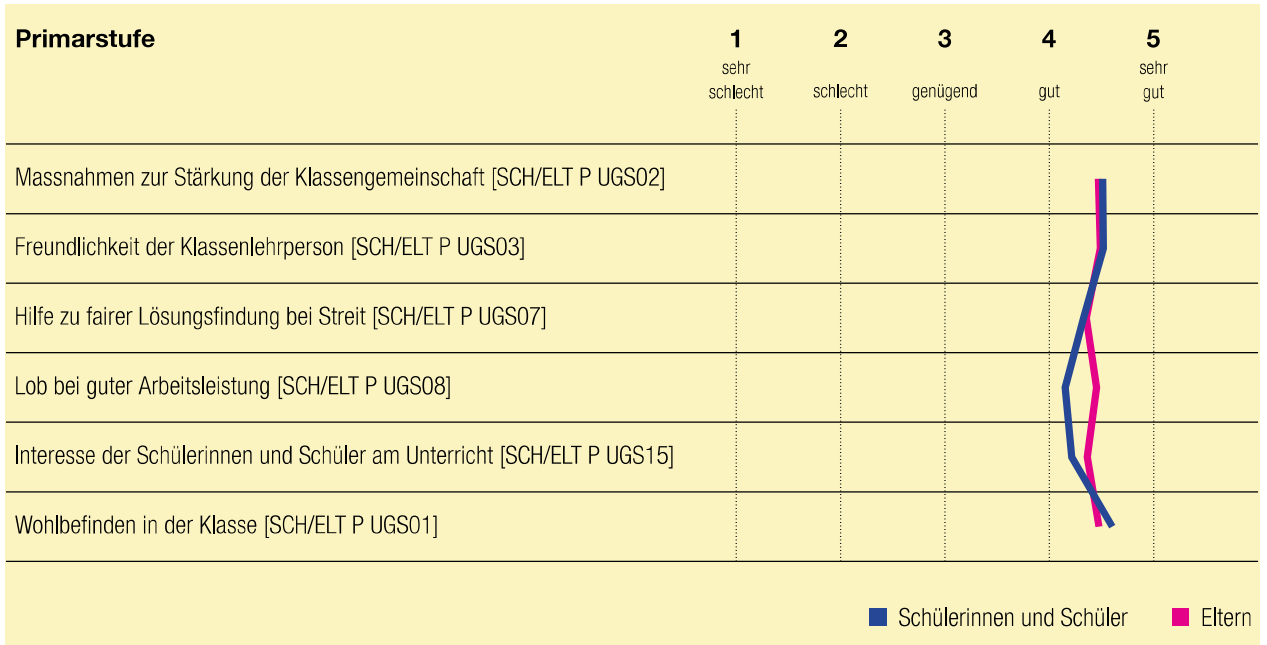 Primarstufe 1 2 3 4 5
sehr schlecht schlecht genügend gut sehr gut
Massnahmen zur Stärkung der Klassengemeinschaft [SCH/ELT P UGS02]
Freundlichkeit der Klassenlehrperson [SCH/ELT P UGS03]
Hilfe zu fairer Lösungsfindung bei Streit [SCH/ELT P UGS07]
Lob bei guter Arbeitsleistung [SCH/ELT P UGS08]
Interesse der Schülerinnen und Schüler am Unterricht [SCH/ELT P UGS15]
Wohlbefinden in der Klasse [SCH/ELT P UGS01]
Schülerinnen und Schüler Eltern